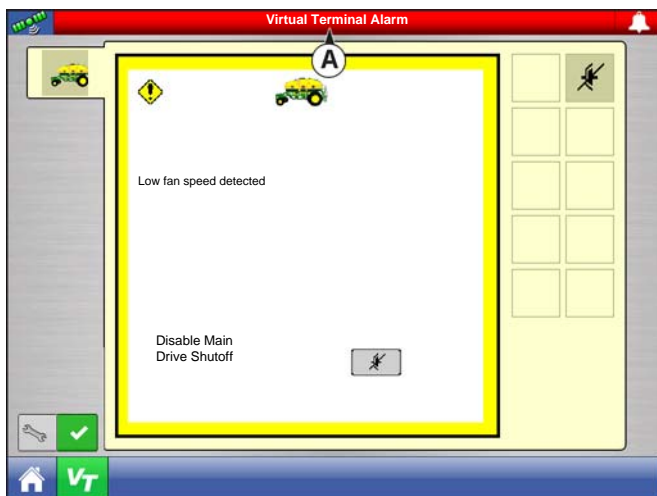 Virtual Terminal Alarm
A
Low fan speed detected
Disable Main
Drive Shutoff
VT